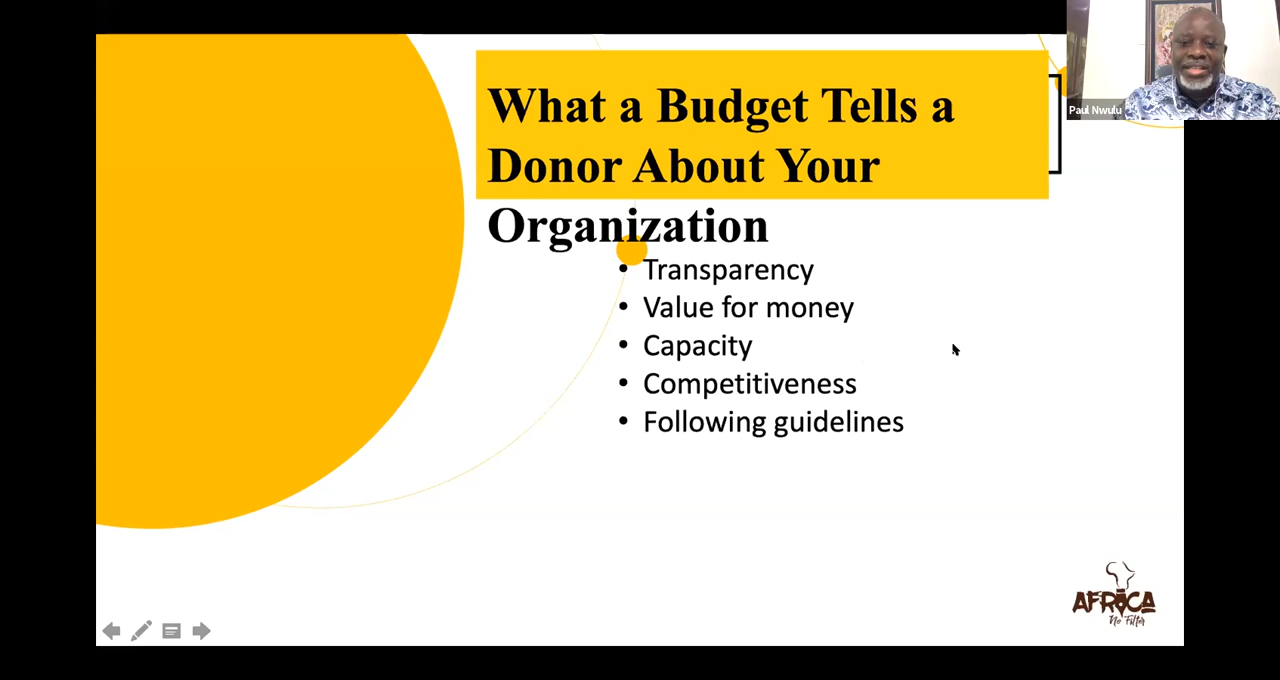 What a Budget Tells a
Donor About Your
Organization
• Transparency
• Value for money
• Capacity
• Competitiveness
• Following guidelines
Paul Nwulu
AFRICA
No Filter